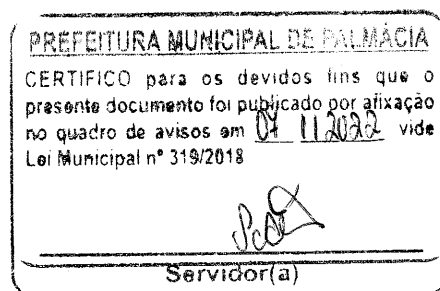 PREFEITURA MUNICIPAL DE PALMÁCIA
CERTIFICO para os devidos fins que o
presente documento foi publicado por afixação
no quadro de avisos em 07 11 2022 vide
Lei Municipal nº 319/2018
Servidor(a)